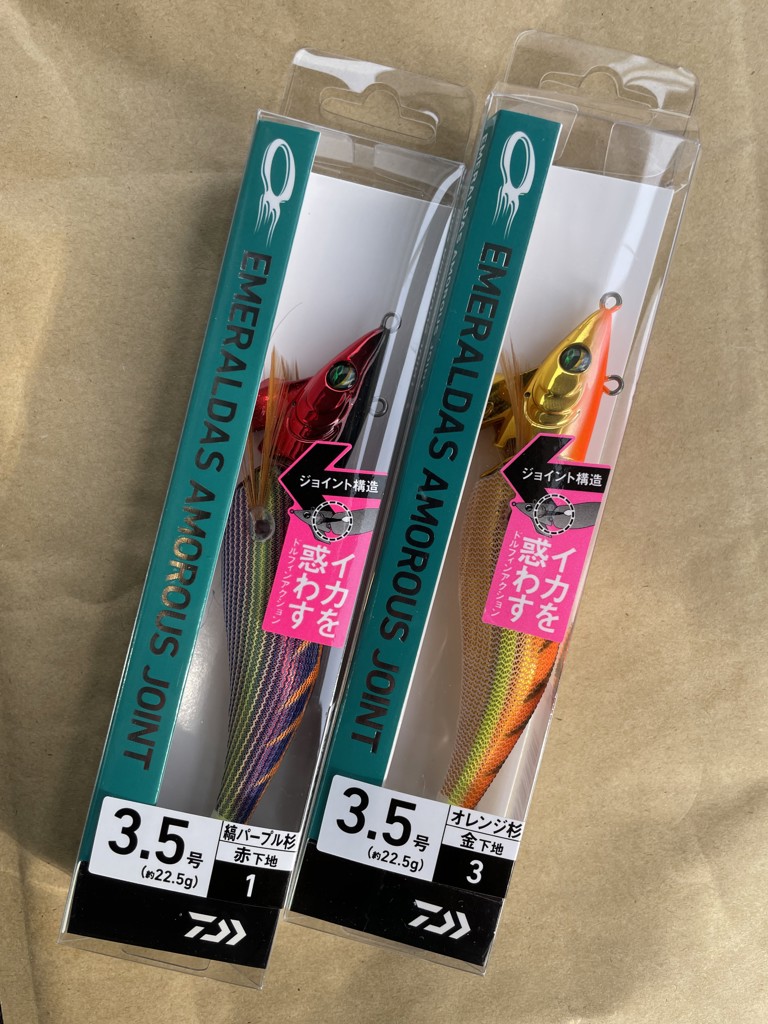 EMERALDAS AMOROUS JOINT
ジョイント構造
イカを
惑わす
ドルフィンアクション
3.5号
(約22.5g)
縞パープル杉
赤下地
1
EMERALDAS AMOROUS JOINT
ジョイント構造
イカを
惑わす
ドルフィンアクション
3.5号
(約22.5g)
オレンジ杉
金下地
3